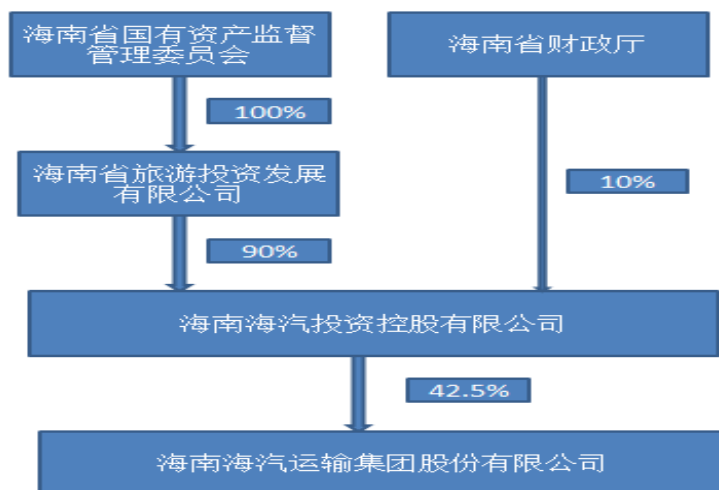 海南省国有资产监督
管理委员会
海南省财政厅
100%
海南省旅游投资发展
有限公司
10%
90%
海南海汽投资控股有限公司
42.5%
海南海汽运输集团股份有限公司